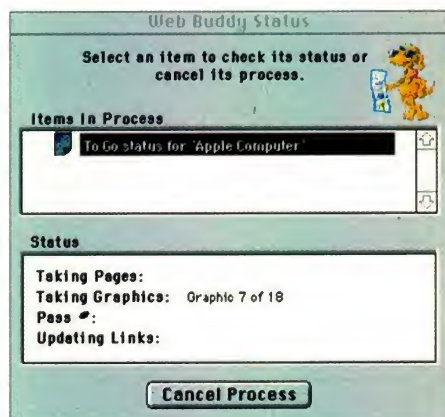 Web Buddy Status
Select an item to check its status or
cancel its process.
Items In Process
To Go status for 'Apple Computer'
Status
Taking Pages:
Taking Graphics: Graphic 7 of 18
Pass #:
Updating Links:
Cancel Process